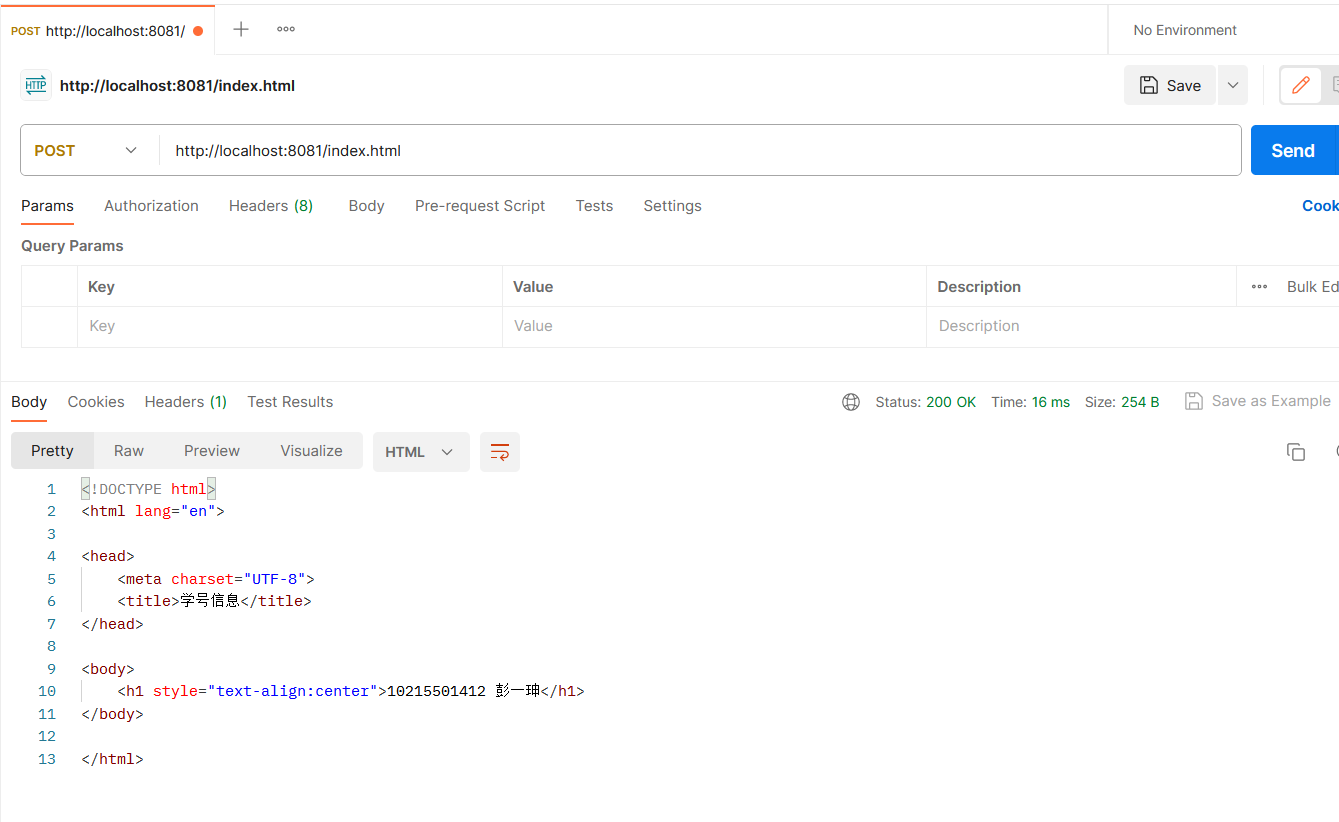 POST http://localhost:8081/
No Environment
http://localhost:8081/index.html
Save
POST http://localhost:8081/index.html Send
Params Authorization Headers (8) Body Pre-request Script Tests Settings Cook
Query Params
Key Value Description Bulk Ed
Key Value Description
Body Cookies Headers (1) Test Results Status: 200 OK Time: 16 ms Size: 254 B Save as Example
Pretty Raw Preview Visualize HTML
1 <!DOCTYPE html>
2 <html lang="en">
3
4 <head>
5 <meta charset="UTF-8">
6 <title>学号信息</title>
7 </head>
8
9 <body>
10 <h1 style="text-align:center">10215501412 彭一珅</h1>
11 </body>
12
13 </html>